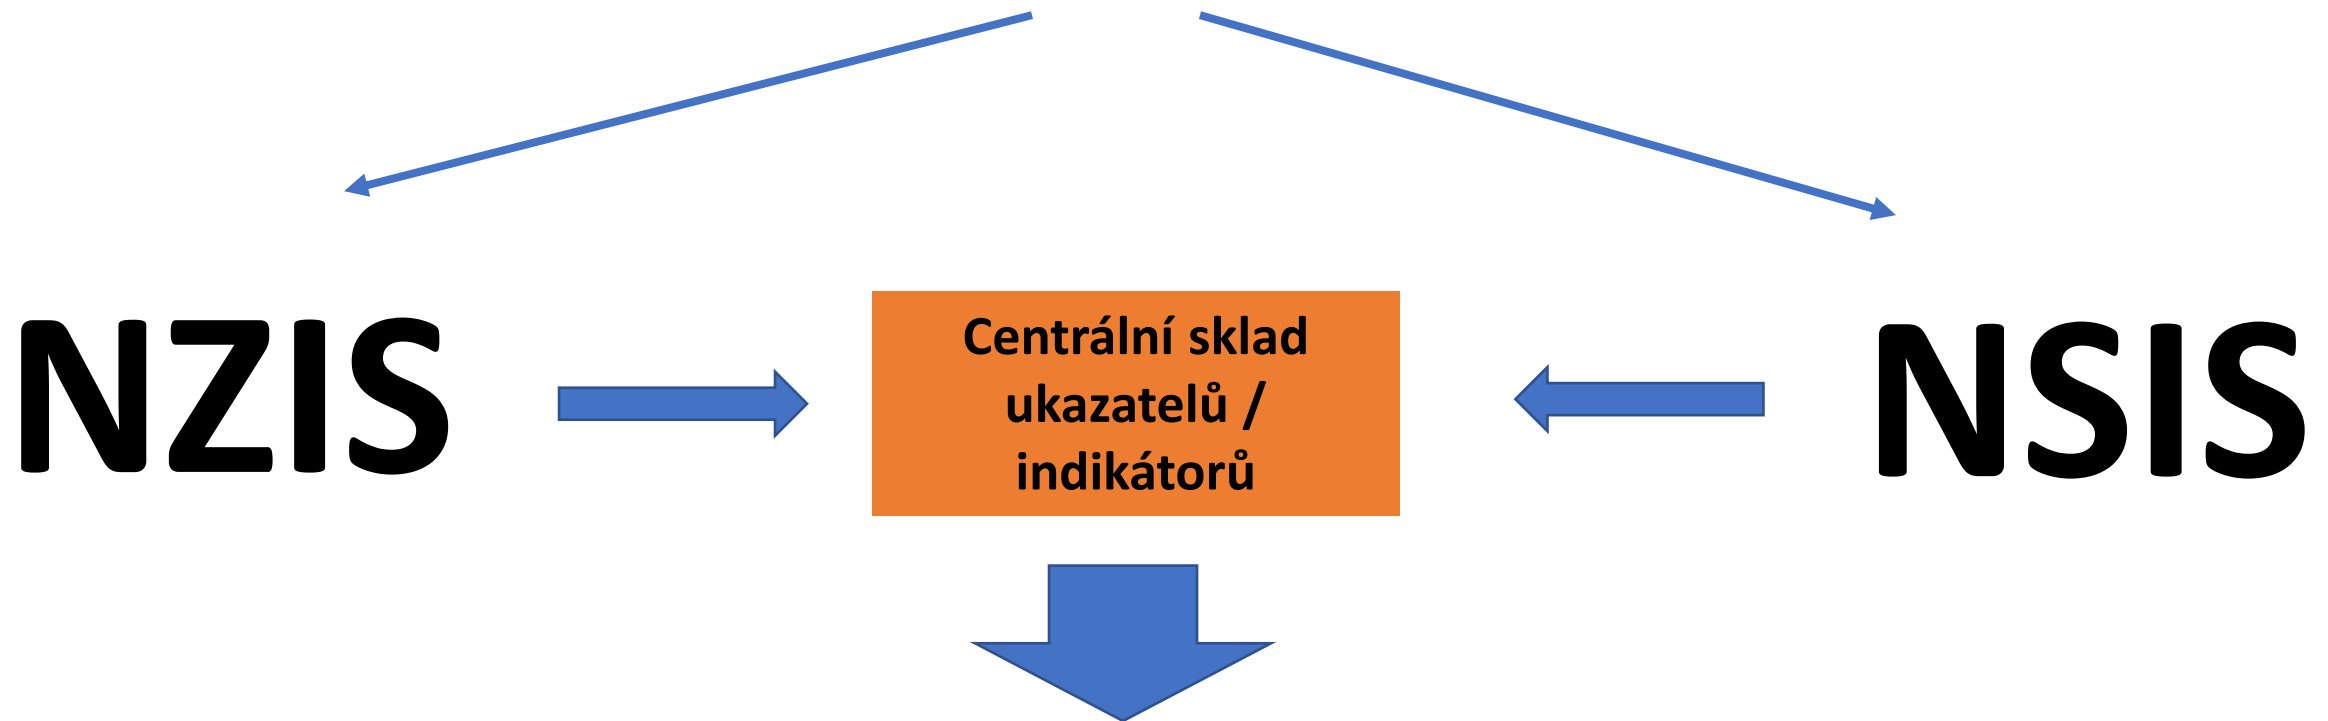 NZIS
Centrální sklad
ukazatelů /
indikátorů
NSIS